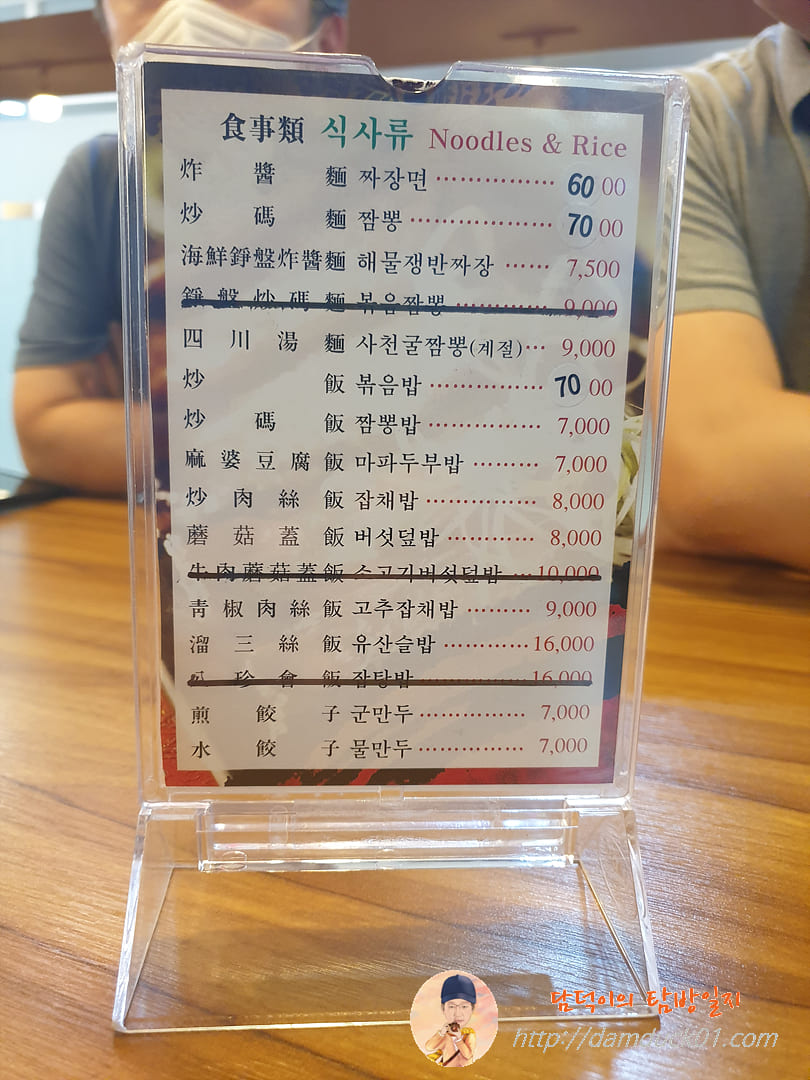 食事類 식사류 Noodles & Rice
炸醬麵 짜장면 ⋯⋯⋯⋯⋯ 6000
炒碼麵 짬뽕 ⋯⋯⋯⋯⋯⋯ 7000
海鮮錚盤炸醬麵 해물쟁반짜장 ⋯⋯ 7,500
錚盤炒碼麵 볶음짬뽕 ⋯⋯⋯⋯ 9,000
四川湯麵 사천굴짬뽕(계절)⋯ 9,000
炒飯 볶음밥 ⋯⋯⋯⋯⋯ 7000
炒碼飯 짬뽕밥 ⋯⋯⋯⋯⋯ 7,000
麻婆豆腐飯 마파두부밥 ⋯⋯⋯ 7,000
炒肉絲飯 잡채밥 ⋯⋯⋯⋯⋯ 8,000
蘑菇蓋飯 버섯덮밥 ⋯⋯⋯⋯ 8,000
牛肉蘑菇蓋飯 소고기버섯덮밥 ⋯ 10,000
靑椒肉絲飯 고추잡채밥 ⋯⋯⋯ 9,000
溜三絲飯 유산슬밥 ⋯⋯⋯⋯ 16,000
八珍會飯 잡탕밥 ⋯⋯⋯⋯⋯ 16,000
煎餃子 군만두 ⋯⋯⋯⋯⋯ 7,000
水餃子 물만두 ⋯⋯⋯⋯⋯ 7,000
담덕이의 탐방일지
http://damduck01.com